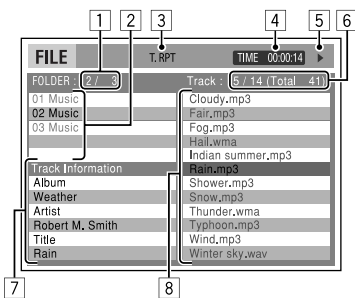 1 2 3 4 5 6
FILE T. RPT TIME 00:00:14
FOLDER : 2 / 3 Track : 5 / 14 (Total 41)
01 Music Cloudy.mp3
02 Music Fair.mp3
03 Music Fog.mp3
Hail.wma
Indian summer.mp3
Track Information Rain.mp3
Album Shower.mp3
Weather Snow.mp3
Artist Thunder.wma
Robert M. Smith Typhoon.mp3
Title Wind.mp3
Rain Winter sky.wav
7 8